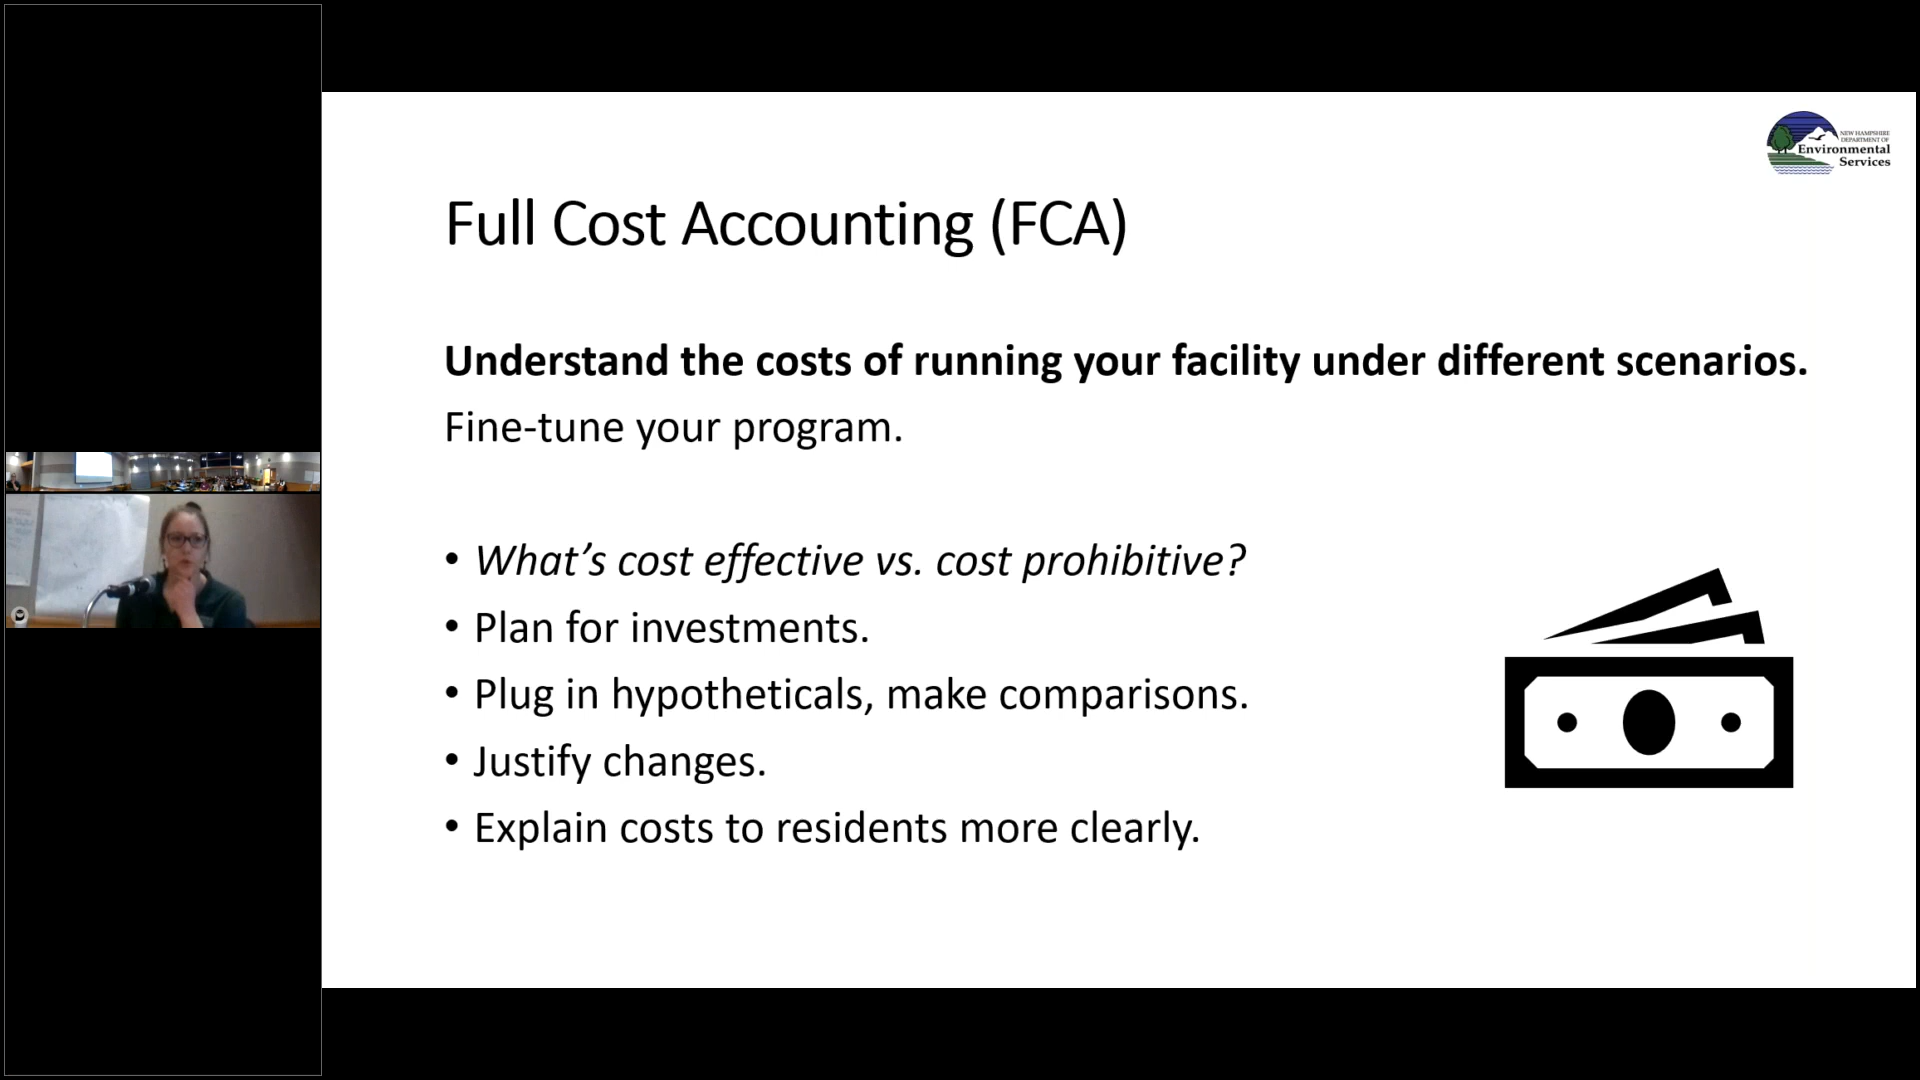 NEW HAMPSHIRE
DEPARTMENT OF
Environmental
Services
Full Cost Accounting (FCA)
Understand the costs of running your facility under different scenarios.
Fine-tune your program.
• What’s cost effective vs. cost prohibitive?
• Plan for investments.
• Plug in hypotheticals, make comparisons.
• Justify changes.
• Explain costs to residents more clearly.